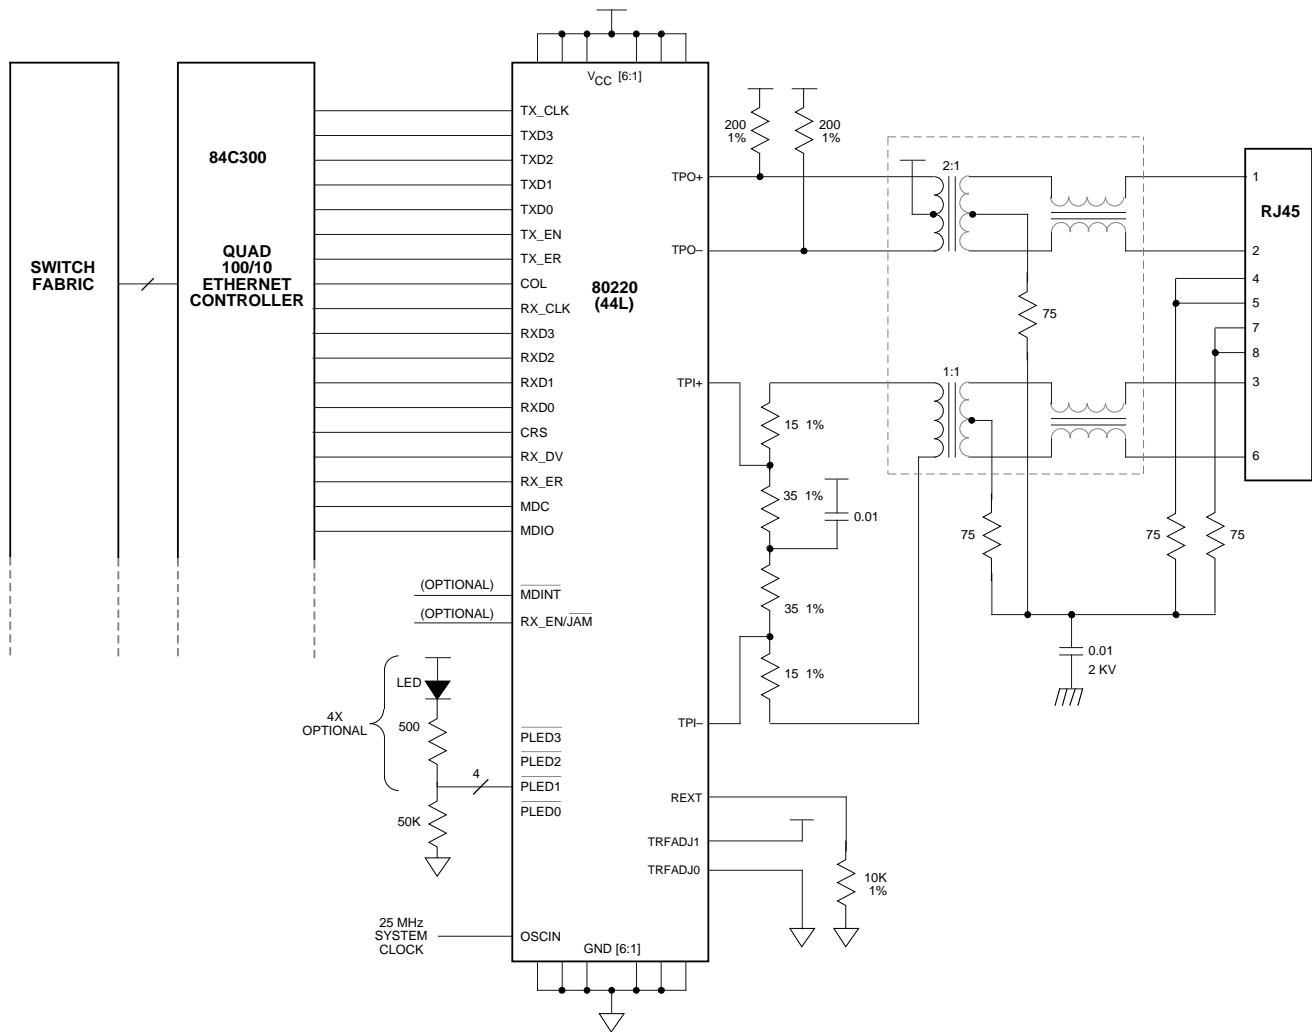 V CC [6:1]
TX_CLK
TXD3
TXD2
TXD1
TXD0
TX_EN
TX_ER
COL
RX_CLK
RXD3
RXD2
RXD1
RXD0
CRS
RX_DV
RX_ER
MDC
MDIO
84C300
QUAD
100/10
ETHERNET
CONTROLLER
SWITCH
FABRIC
80220
(44L)
200
1%
200
1%
TPO+
TPO–
2:1
RJ45
1
2
4
5
7
8
3
6
75
TPI+
1:1
15 1%
35 1%
0.01
35 1%
15 1%
75
75
75
0.01
2 KV
(OPTIONAL)
MDINT
(OPTIONAL)
RX_EN/JAM
LED
4X
OPTIONAL
500
4
50K
PLED3
PLED2
PLED1
PLED0
TPI–
REXT
TRFADJ1
TRFADJ0
10K
1%
25 MHz
SYSTEM
CLOCK
OSCIN
GND [6:1]